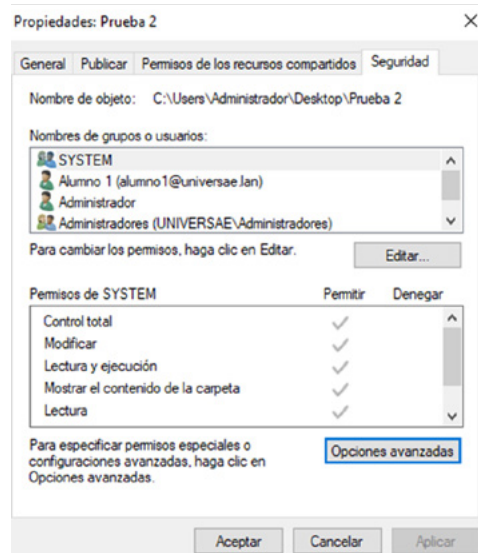 Propiedades: Prueba 2
General Publicar Permisos de los recursos compartidos Seguridad
Nombre de objeto: C:\Users\Administrador\Desktop\Prueba 2
Nombres de grupos o usuarios:
SYSTEM
Alumno 1 (alumno1@universae.lan)
Administrador
Administradores (UNIVERSAE\Administradores)
Para cambiar los permisos, haga clic en Editar.
Editar...
Permisos de SYSTEM Permitir Denegar
Control total
Modificar
Lectura y ejecución
Mostrar el contenido de la carpeta
Lectura
Para especificar permisos especiales o
configuraciones avanzadas, haga clic en
Opciones avanzadas.
Opciones avanzadas
Aceptar Cancelar Aplicar